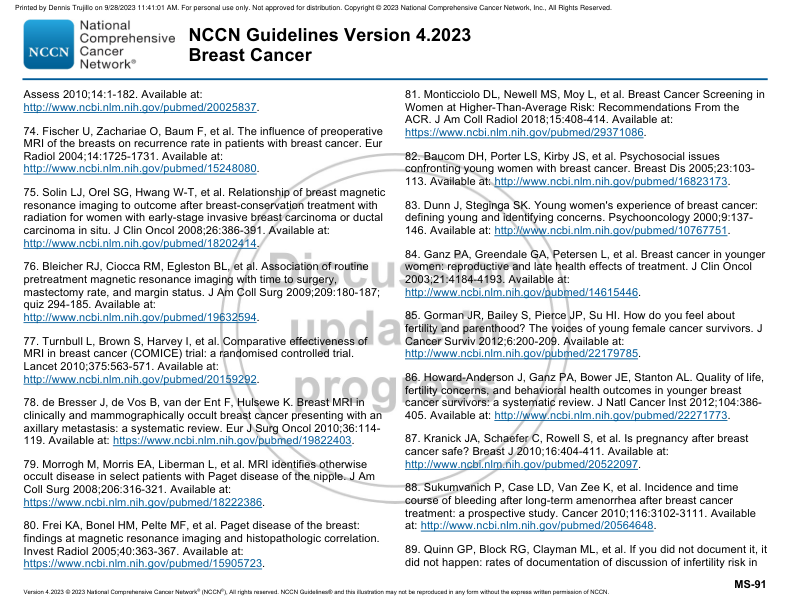 Printed by Dennis Trujillo on 9/28/2023 11:41:01 AM. For personal use only. Not approved for distribution. Copyright © 2023 National Comprehensive Cancer Network, Inc., All Rights Reserved.
NCCN
National
Comprehensive
Cancer
Network®
NCCN Guidelines Version 4.2023
Breast Cancer
Assess 2010;14:1-182. Available at:
http://www.ncbi.nlm.nih.gov/pubmed/20025837.
74. Fischer U, Zachariae O, Baum F, et al. The influence of preoperative
MRI of the breasts on recurrence rate in patients with breast cancer. Eur
Radiol 2004;14:1725-1731. Available at:
http://www.ncbi.nlm.nih.gov/pubmed/15248080.
75. Solin LJ, Orel SG, Hwang W-T, et al. Relationship of breast magnetic
resonance imaging to outcome after breast-conservation treatment with
radiation for women with early-stage invasive breast carcinoma or ductal
carcinoma in situ. J Clin Oncol 2008;26:386-391. Available at:
http://www.ncbi.nlm.nih.gov/pubmed/18202414.
76. Bleicher RJ, Ciocca RM, Egleston BL, et al. Association of routine
pretreatment magnetic resonance imaging with time to surgery,
mastectomy rate, and margin status. J Am Coll Surg 2009;209:180-187;
quiz 294-185. Available at:
http://www.ncbi.nlm.nih.gov/pubmed/19632594.
77. Turnbull L, Brown S, Harvey I, et al. Comparative effectiveness of
MRI in breast cancer (COMICE) trial: a randomised controlled trial.
Lancet 2010;375:563-571. Available at:
http://www.ncbi.nlm.nih.gov/pubmed/20159292.
78. de Bresser J, de Vos B, van der Ent F, Hulsewe K. Breast MRI in
clinically and mammographically occult breast cancer presenting with an
axillary metastasis: a systematic review. Eur J Surg Oncol 2010;36:114-
119. Available at: https://www.ncbi.nlm.nih.gov/pubmed/19822403.
79. Morrogh M, Morris EA, Liberman L, et al. MRI identifies otherwise
occult disease in select patients with Paget disease of the nipple. J Am
Coll Surg 2008;206:316-321. Available at:
https://www.ncbi.nlm.nih.gov/pubmed/18222386.
80. Frei KA, Bonel HM, Pelte MF, et al. Paget disease of the breast:
findings at magnetic resonance imaging and histopathologic correlation.
Invest Radiol 2005;40:363-367. Available at:
https://www.ncbi.nlm.nih.gov/pubmed/15905723.
81. Monticciolo DL, Newell MS, Moy L, et al. Breast Cancer Screening in
Women at Higher-Than-Average Risk: Recommendations From the
ACR. J Am Coll Radiol 2018;15:408-414. Available at:
https://www.ncbi.nlm.nih.gov/pubmed/29371086.
82. Baucom DH, Porter LS, Kirby JS, et al. Psychosocial issues
confronting young women with breast cancer. Breast Dis 2005;23:103-
113. Available at: http://www.ncbi.nlm.nih.gov/pubmed/16823173.
83. Dunn J, Steginga SK. Young women's experience of breast cancer:
defining young and identifying concerns. Psychooncology 2000;9:137-
146. Available at: http://www.ncbi.nlm.nih.gov/pubmed/10767751.
84. Ganz PA, Greendale GA, Petersen L, et al. Breast cancer in younger
women: reproductive and late health effects of treatment. J Clin Oncol
2003;21:4184-4193. Available at:
http://www.ncbi.nlm.nih.gov/pubmed/14615446.
85. Gorman JR, Bailey S, Pierce JP, Su HI. How do you feel about
fertility and parenthood? The voices of young female cancer survivors. J
Cancer Surviv 2012;6:200-209. Available at:
http://www.ncbi.nlm.nih.gov/pubmed/22179785.
86. Howard-Anderson J, Ganz PA, Bower JE, Stanton AL. Quality of life,
fertility concerns, and behavioral health outcomes in younger breast
cancer survivors: a systematic review. J Natl Cancer Inst 2012;104:386-
405. Available at: http://www.ncbi.nlm.nih.gov/pubmed/22271773.
87. Kranick JA, Schaefer C, Rowell S, et al. Is pregnancy after breast
cancer safe? Breast J 2010;16:404-411. Available at:
http://www.ncbi.nlm.nih.gov/pubmed/20522097.
88. Sukumvanich P, Case LD, Van Zee K, et al. Incidence and time
course of bleeding after long-term amenorrhea after breast cancer
treatment: a prospective study. Cancer 2010;116:3102-3111. Available
at: http://www.ncbi.nlm.nih.gov/pubmed/20564648.
89. Quinn GP, Block RG, Clayman ML, et al. If you did not document it, it
did not happen: rates of documentation of discussion of infertility risk in
Discussion
update in
progress
MS-91
Version 4.2023 © 2023 National Comprehensive Cancer Network® (NCCN®), All rights reserved. NCCN Guidelines® and this illustration may not be reproduced in any form without the express written permission of NCCN.